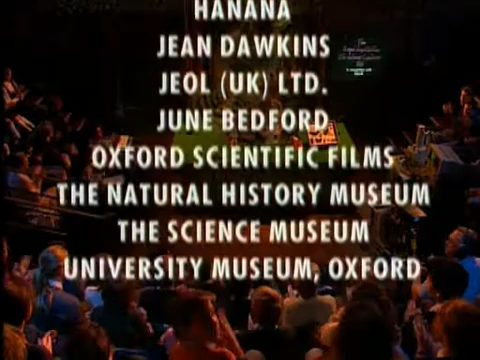 HANANA
JEAN DAWKINS
JEOL (UK) LTD.
JUNE BEDFORD
OXFORD SCIENTIFIC FILMS
THE NATURAL HISTORY MUSEUM
THE SCIENCE MUSEUM
UNIVERSITY MUSEUM, OXFORD